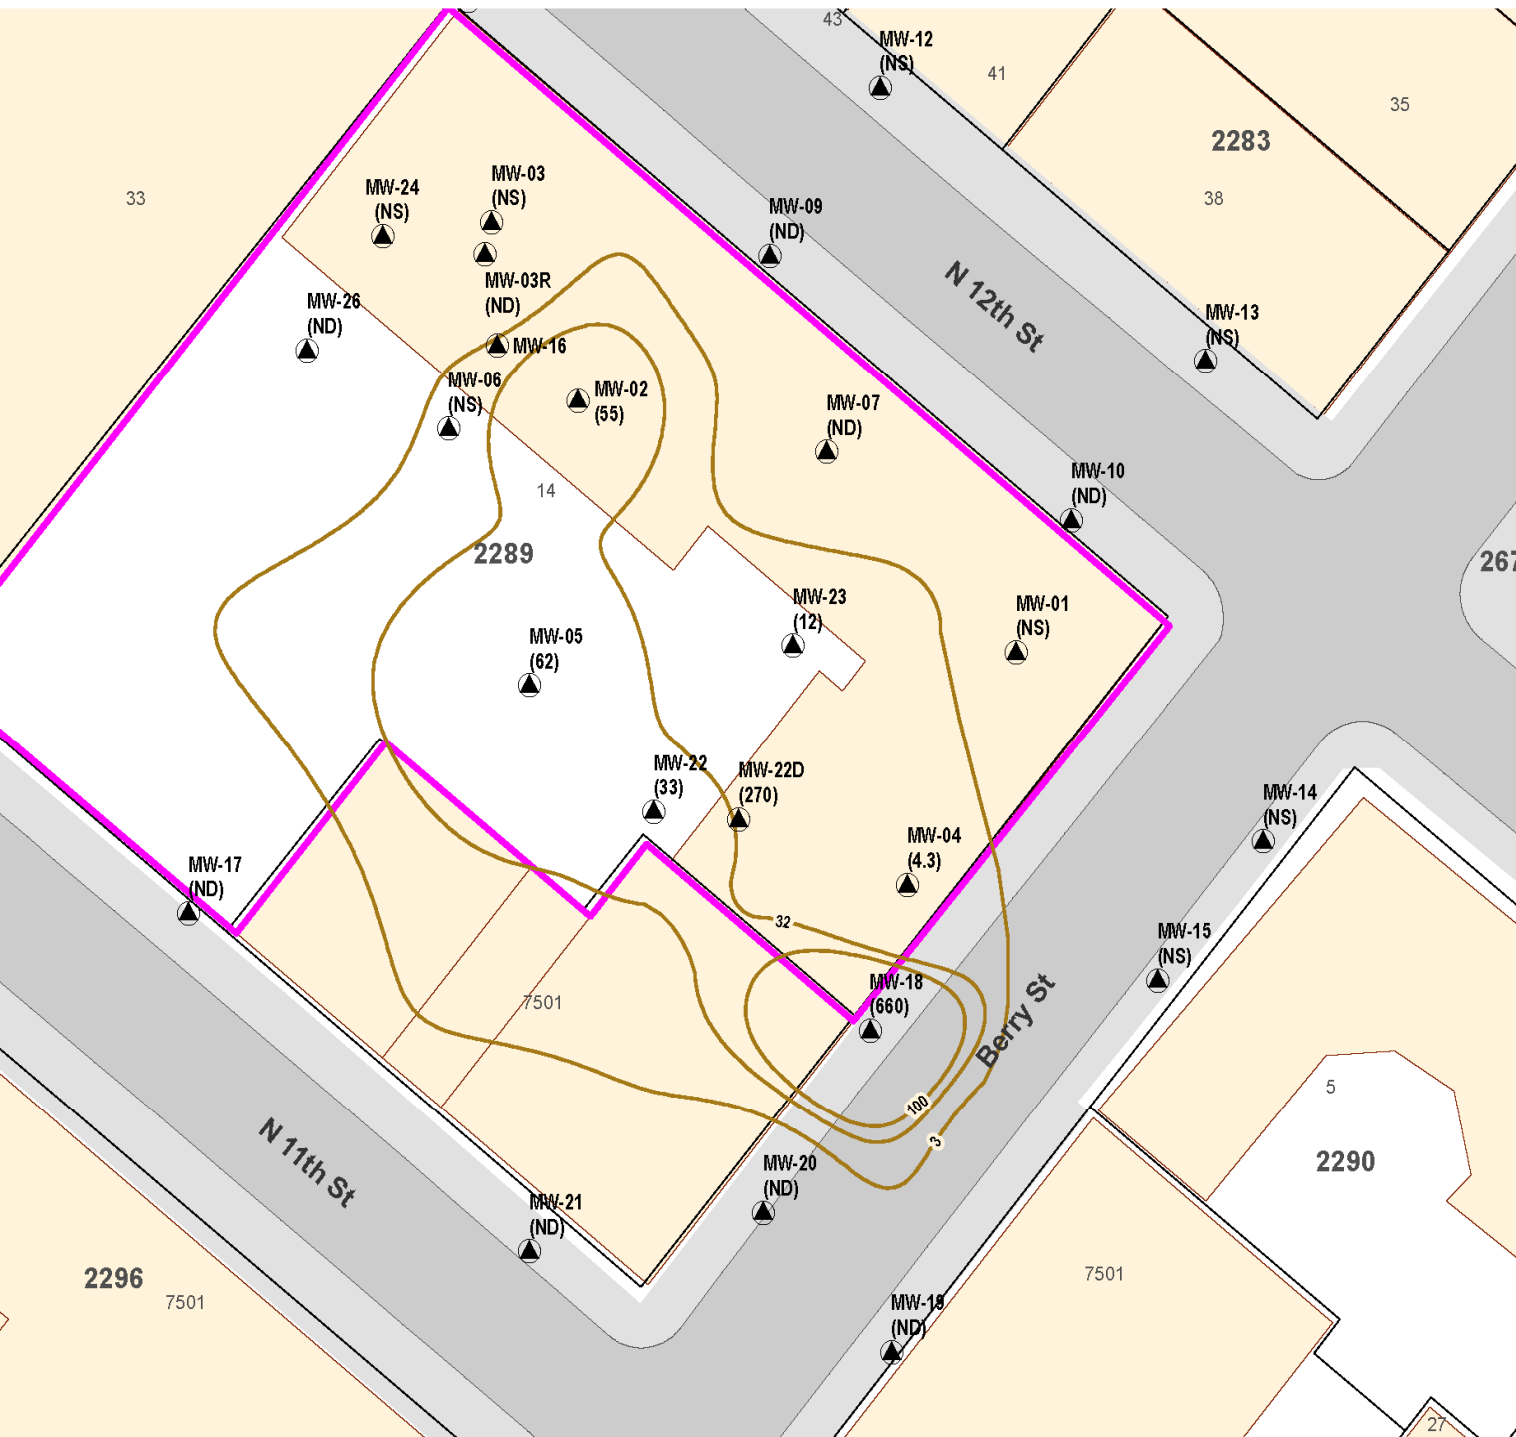 43
MW-12
(NS)
41
35
2283
38
33
MW-24
(NS)
MW-03
(NS)
MW-09
(ND)
MW-03R
(ND)
N 12th St
MW-26
(ND)
MW-13
(NS)
MW-16
MW-06
(NS)
MW-02
(55)
MW-07
(ND)
14
MW-10
(ND)
2289
267
MW-23
(12)
MW-01
(NS)
MW-05
(62)
MW-22
(33)
MW-22D
(270)
MW-14
(NS)
MW-04
(4.3)
MW-17
(ND)
32
MW-15
(NS)
MW-18
(660)
7501
Berry St
100
5
3
2290
N 11th St
MW-20
(ND)
MW-21
(ND)
2296
7501
7501
MW-19
(ND)
27